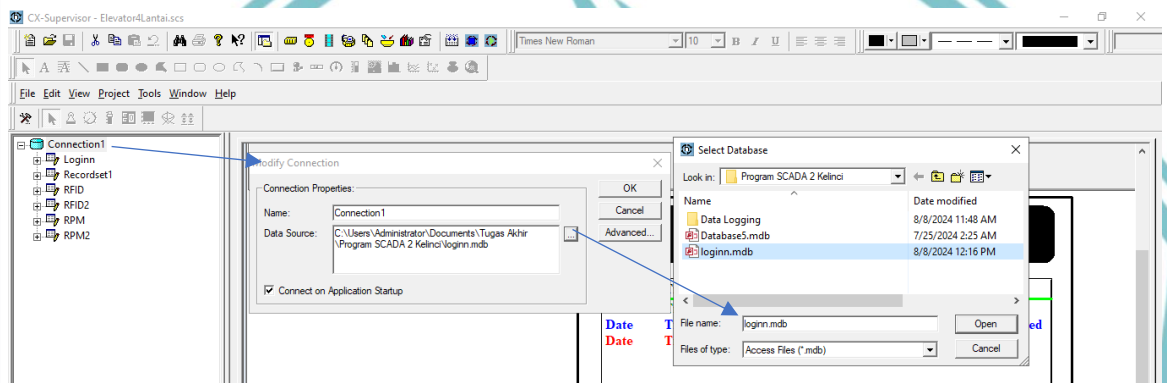 CX-Supervisor - Elevator4Lantai.scs
Times New Roman
10
B I U
File Edit View Project Tools Window Help
Connection1
Loginn
Recordset1
RFID
RFID2
RPM
RPM2
odify Connection
Connection Properties:
Name: Connection1
Data Source: C:\Users\Administrator\Documents\Tugas Akhir
\Program SCADA 2 Kelinci\loginn.mdb
...
Connect on Application Startup
OK
Cancel
Advanced...
Select Database
Look in: Program SCADA 2 Kelinci
Name Date modified
Data Logging 8/8/2024 11:48 AM
Database5.mdb 7/25/2024 2:25 AM
loginn.mdb 8/8/2024 12:16 PM
File name: loginn.mdb Open
Files of type: Access Files (*.mdb) Cancel
Date T ed
Date T